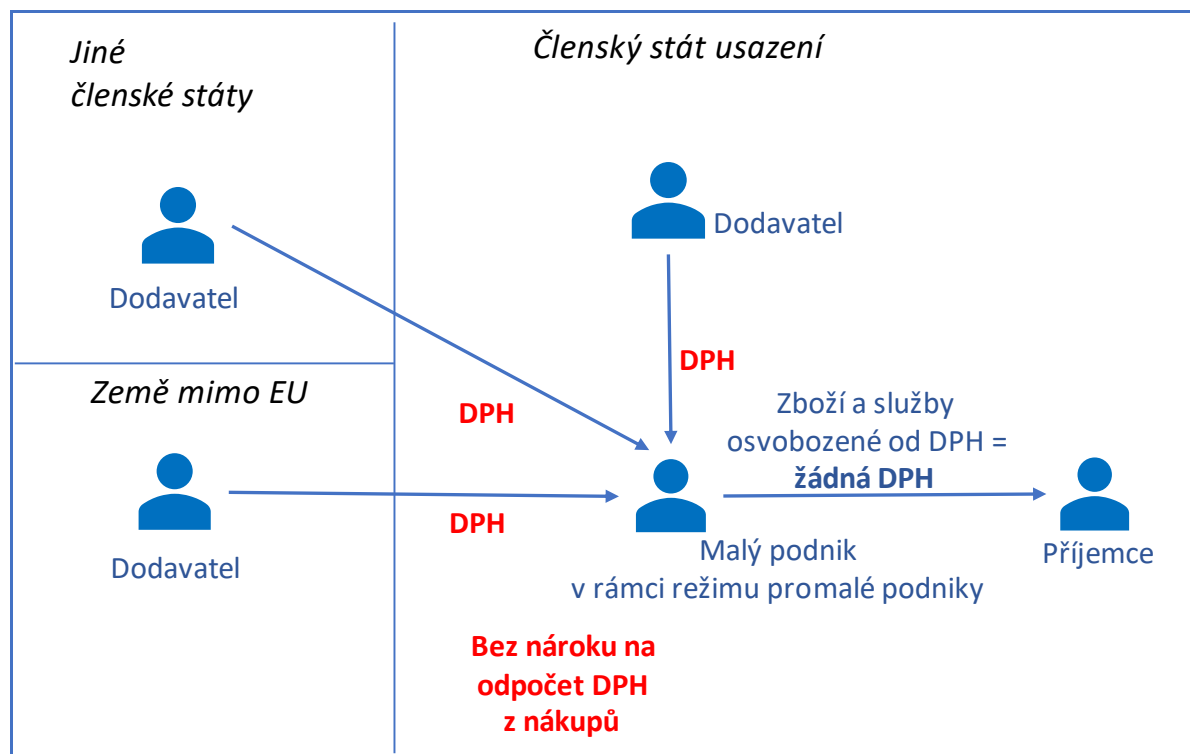 Jiné
členské státy
Členský stát usazení
Dodavatel
Dodavatel
Země mimo EU
DPH
DPH
Zboží a služby
osvobozené od DPH =
žádná DPH
DPH
Dodavatel
Malý podnik
v rámci režimu promalé podniky
Příjemce
Bez nároku na
odpočet DPH
z nákupů